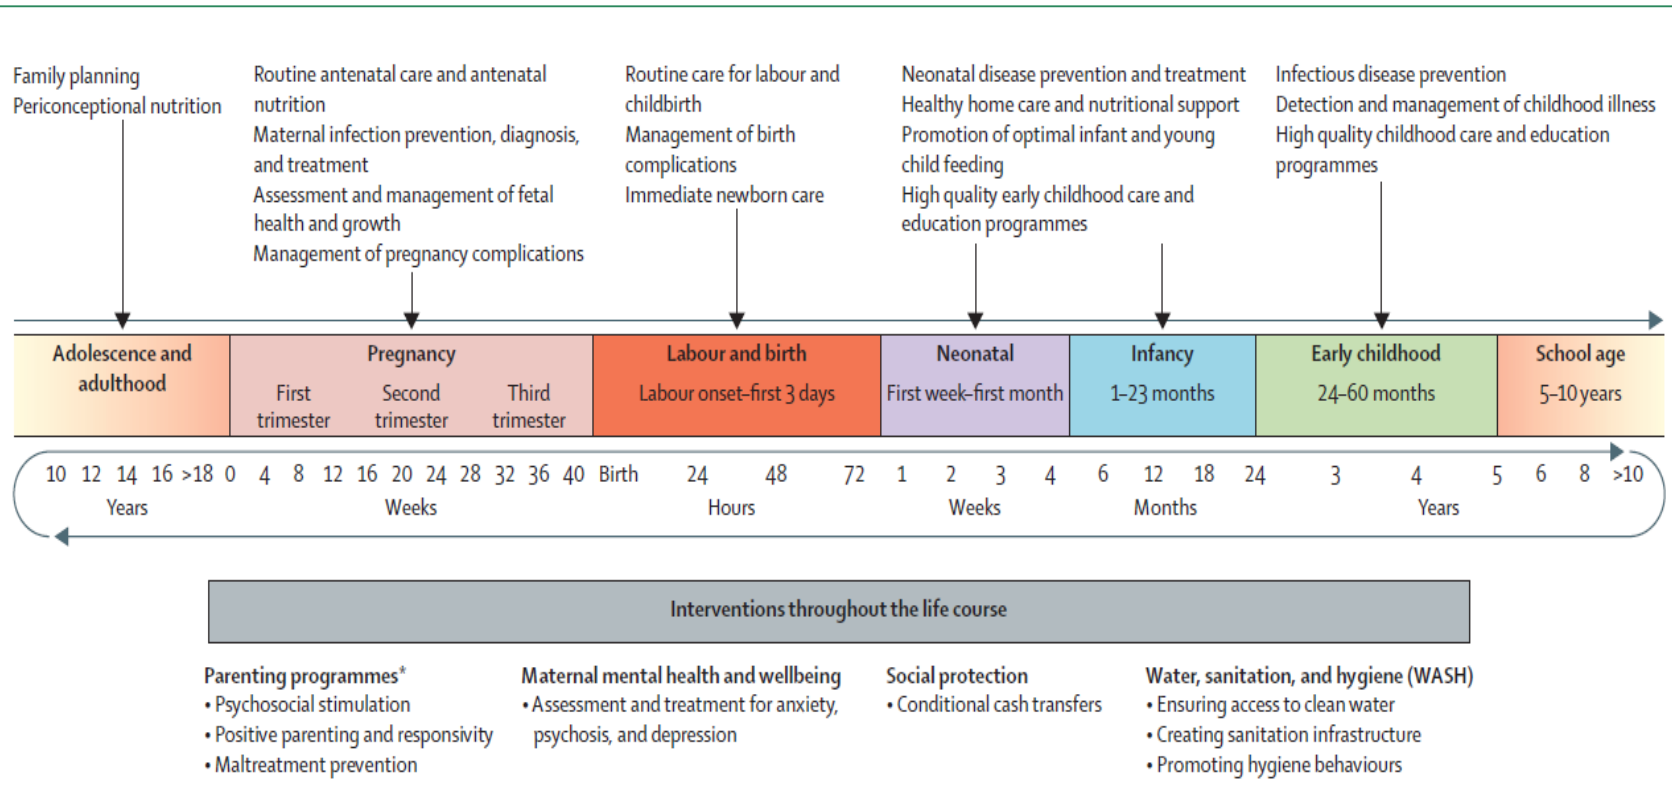 Family planning
Periconceptional nutrition
Routine antenatal care and antenatal
nutrition
Maternal infection prevention, diagnosis,
and treatment
Assessment and management of fetal
health and growth
Management of pregnancy complications
Routine care for labour and
childbirth
Management of birth
complications
Immediate newborn care
Neonatal disease prevention and treatment
Healthy home care and nutritional support
Promotion of optimal infant and young
child feeding
High quality early childhood care and
education programmes
Infectious disease prevention
Detection and management of childhood illness
High quality childhood care and education
programmes
Adolescence and
adulthood
Pregnancy
First
trimester
Second
trimester
Third
trimester
Labour and birth
Labour onset–first 3 days
Neonatal
First week–first month
Infancy
1–23 months
Early childhood
24–60 months
School age
5–10 years
10 12 14 16 >18 0 4 8 12 16 20 24 28 32 36 40 Birth 24 48 72 1 2 3 4 6 12 18 24 3 4 5 6 8 >10
Years Weeks Hours Weeks Months Years
Interventions throughout the life course
Parenting programmes*
• Psychosocial stimulation
• Positive parenting and responsivity
• Maltreatment prevention
Maternal mental health and wellbeing
• Assessment and treatment for anxiety,
psychosis, and depression
Social protection
• Conditional cash transfers
Water, sanitation, and hygiene (WASH)
• Ensuring access to clean water
• Creating sanitation infrastructure
• Promoting hygiene behaviours